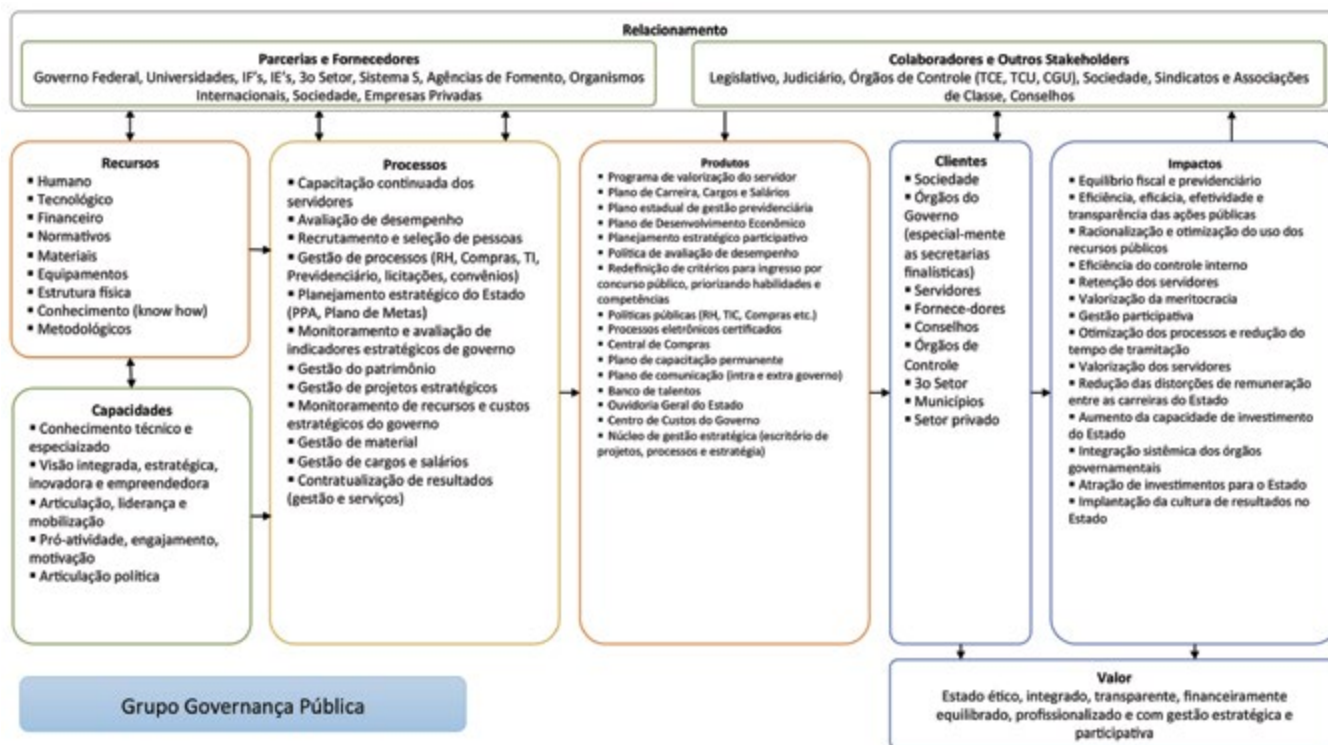 Relacionamento
Parcerias e Fornecedores
Governo Federal, Universidades, IF's, IE's, 3o Setor, Sistema S, Agências de Fomento, Organismos
Internacionais, Sociedade, Empresas Privadas
Colaboradores e Outros Stakeholders
Legislativo, Judiciário, Órgãos de Controle (TCE, TCU, CGU), Sociedade, Sindicatos e Associações
de Classe, Conselhos
Recursos
▪ Humano
▪ Tecnológico
▪ Financeiro
▪ Normativos
▪ Materiais
▪ Equipamentos
▪ Estrutura física
▪ Conhecimento (know how)
▪ Metodológicos
Capacidades
▪ Conhecimento técnico e
especiaizado
▪ Visão integrada, estratégica,
inovadora e empreendedora
▪ Articulação, liderança e
mobilização
▪ Pró-atividade, engajamento,
motivação
▪ Articulação política
Processos
▪ Capacitação continuada dos
servidores
▪ Avaliação de desempenho
▪ Recrutamento e seleção de pessoas
▪ Gestão de processos (RH, Compras, TI,
Previdenciário, licitações, convênios)
▪ Planejamento estratégico do Estado
(PPA, Plano de Metas)
▪ Monitoramento e avaliação de
indicadores estratégicos de governo
▪ Gestão do patrimônio
▪ Gestão de projetos estratégicos
▪ Monitoramento de recursos e custos
estratégicos do governo
▪ Gestão de material
▪ Gestão de cargos e salários
▪ Contratualização de resultados
(gestão e serviços)
Produtos
▪ Programa de valorização do servidor
▪ Plano de Carreira, Cargos e Salários
▪ Plano estadual de gestão previdenciária
▪ Plano de Desenvolvimento Econômico
▪ Planejamento estratégico participativo
▪ Política de avaliação de desempenho
▪ Redefinição de critérios para ingresso por
concurso público, priorizando habilidades e
competências
▪ Políticas públicas (RH, TIC, Compras etc.)
▪ Processos eletrônicos certificados
▪ Central de Compras
▪ Plano de capacitação permanente
▪ Plano de comunicação (intra e extra governo)
▪ Banco de talentos
▪ Ouvidoria Geral do Estado
▪ Centro de Custos do Governo
▪ Núcleo de gestão estratégica (escritório de
projetos, processos e estratégia)
Clientes
▪ Sociedade
▪ Órgãos do
Governo
(especial-mente
as secretarias
finalísticas)
▪ Servidores
▪ Fornece-dores
▪ Conselhos
▪ Órgãos de
Controle
▪ 3o Setor
▪ Municípios
▪ Setor privado
Impactos
▪ Equilíbrio fiscal e previdenciário
▪ Eficiência, eficácia, efetividade e
transparência das ações públicas
▪ Racionalização e otimização do uso dos
recursos públicos
▪ Eficiência do controle interno
▪ Retenção dos servidores
▪ Valorização da meritocracia
▪ Gestão participativa
▪ Otimização dos processos e redução do
tempo de tramitação
▪ Valorização dos servidores
▪ Redução das distorções de remuneração
entre as carreiras do Estado
▪ Aumento da capacidade de investimento
do Estado
▪ Integração sistêmica dos órgãos
governamentais
▪ Atração de investimentos para o Estado
▪ Implantação da cultura de resultados no
Estado
Valor
Estado ético, integrado, transparente, financeiramente
equilibrado, profissionalizado e com gestão estratégica e
participativa
Grupo Governança Pública